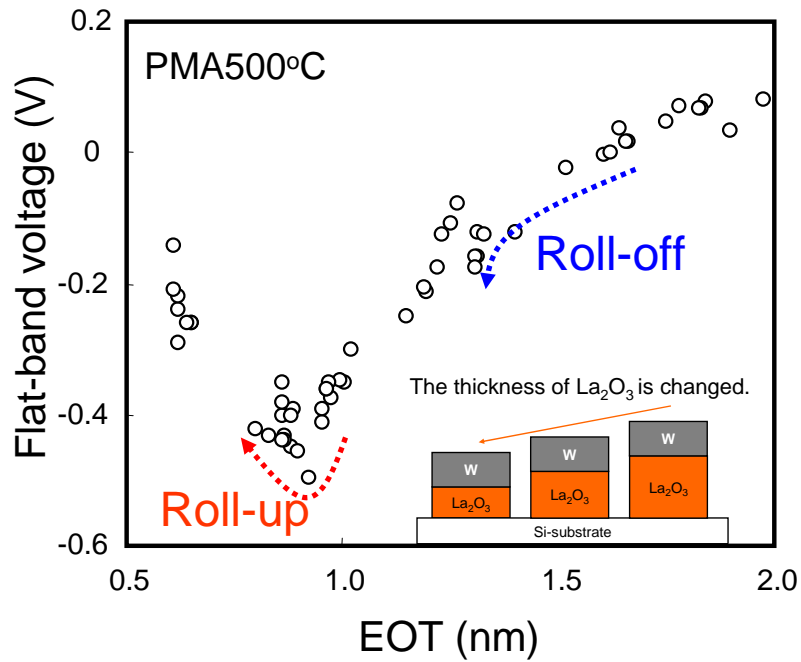 0.2
PMA500°C
0
-0.2
-0.4
-0.6
Flat-band voltage (V)
Roll-off
Roll-up
The thickness of La₂O₃ is changed.
W
W
W
La₂O₃
La₂O₃
La₂O₃
Si-substrate
0.5
1.0
1.5
2.0
EOT (nm)